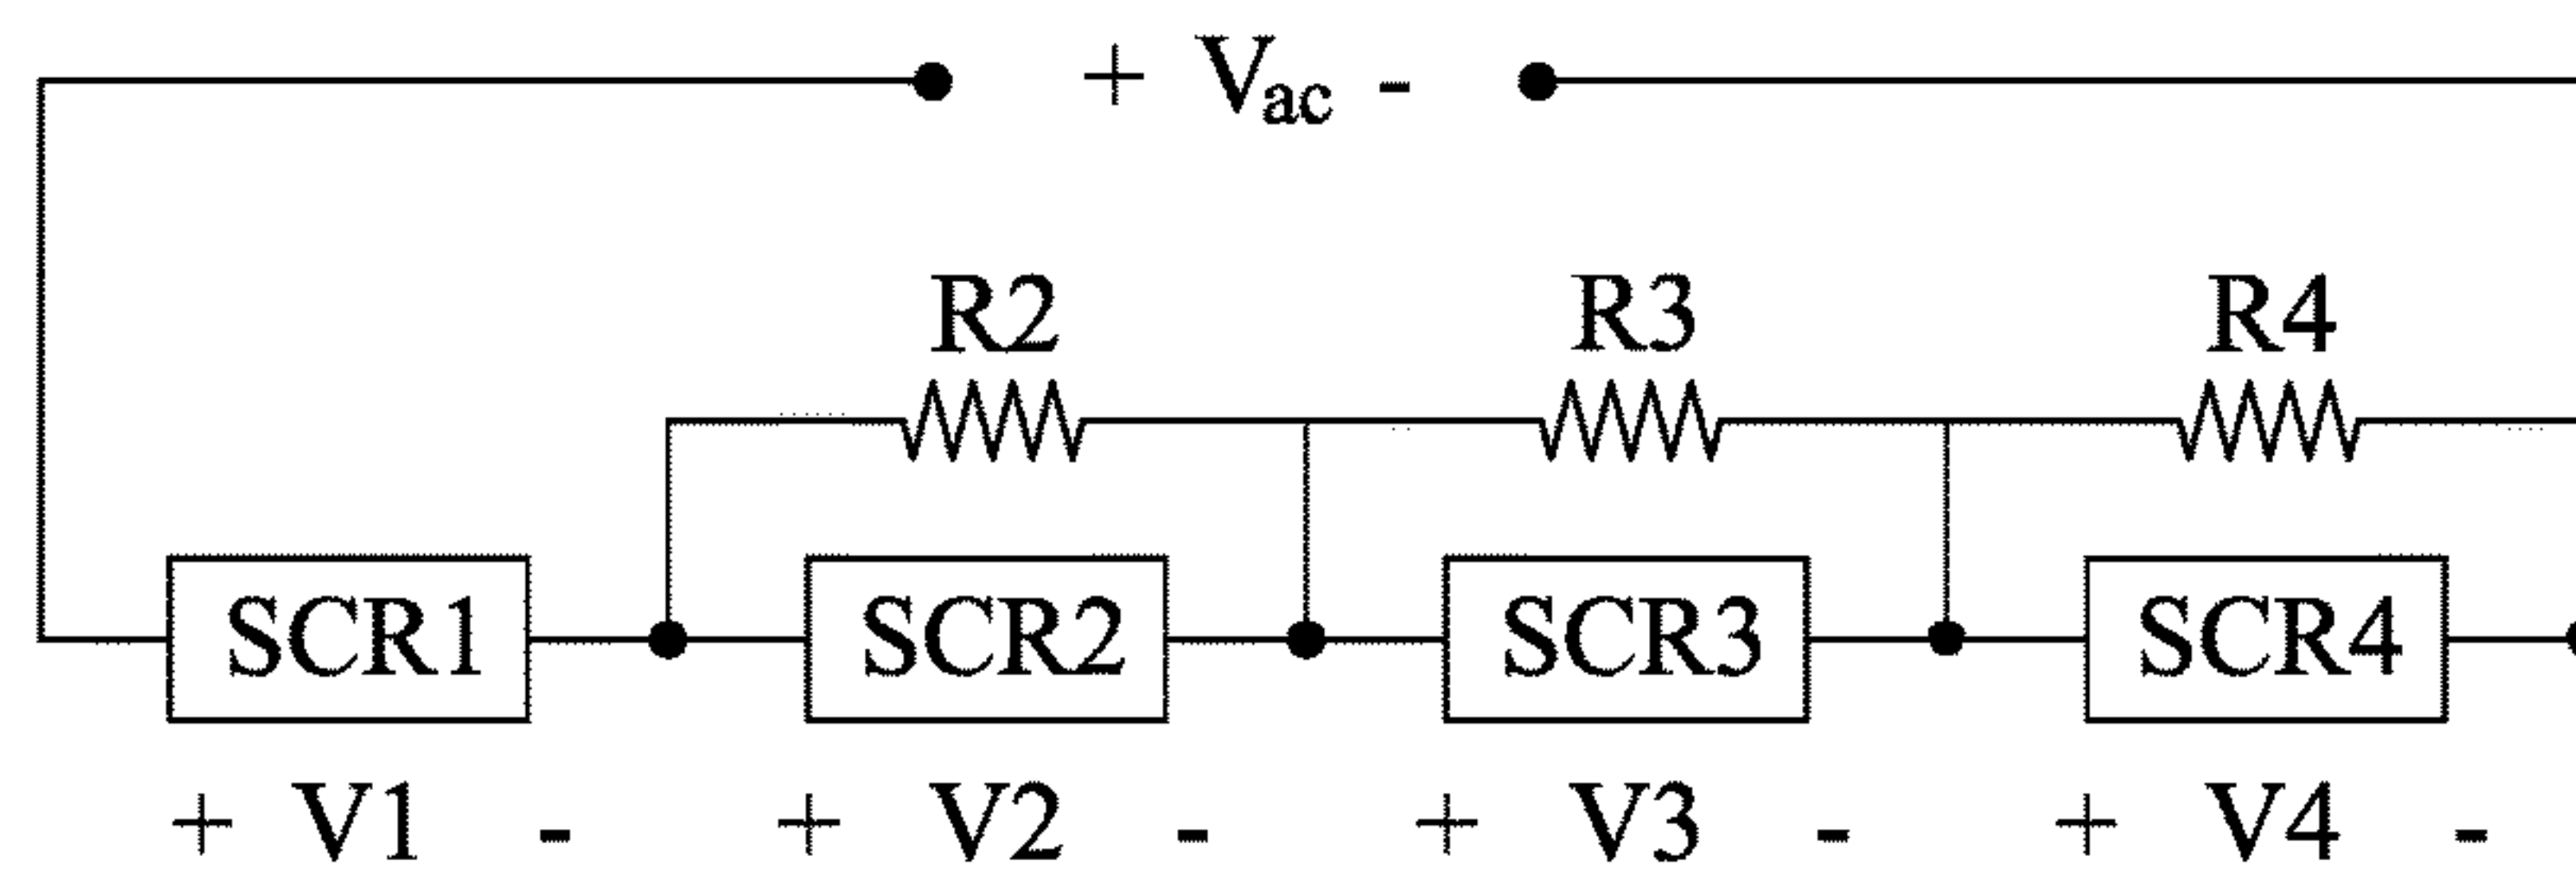 + Vac -
R2 R3 R4
SCR1 SCR2 SCR3 SCR4
+ V1 - + V2 - + V3 - + V4 -